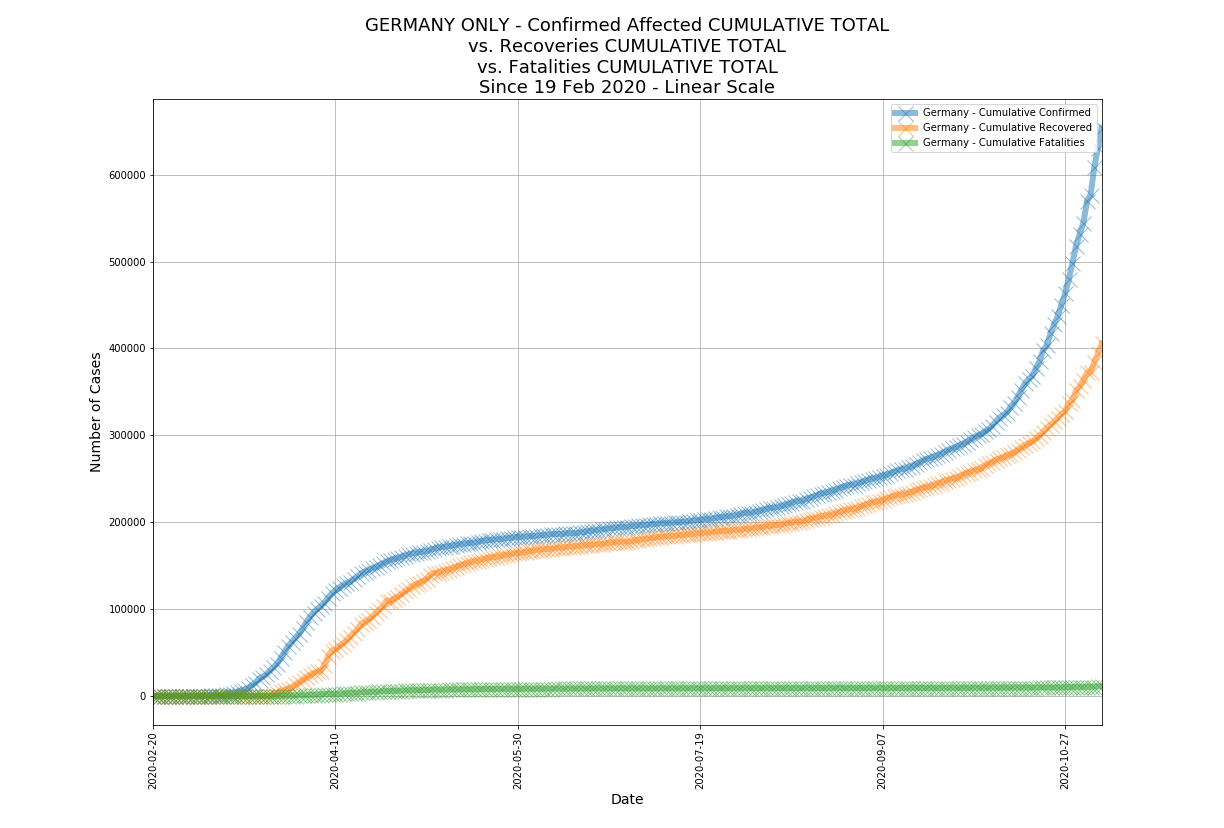 GERMANY ONLY - Confirmed Affected CUMULATIVE TOTAL
vs. Recoveries CUMULATIVE TOTAL
vs. Fatalities CUMULATIVE TOTAL
Since 19 Feb 2020 - Linear Scale
Germany - Cumulative Confirmed
Germany - Cumulative Recovered
Germany - Cumulative Fatalities
Number of Cases
600000
500000
400000
300000
200000
100000
0
2020-02-20
2020-04-10
2020-05-30
2020-07-19
2020-09-07
2020-10-27
Date